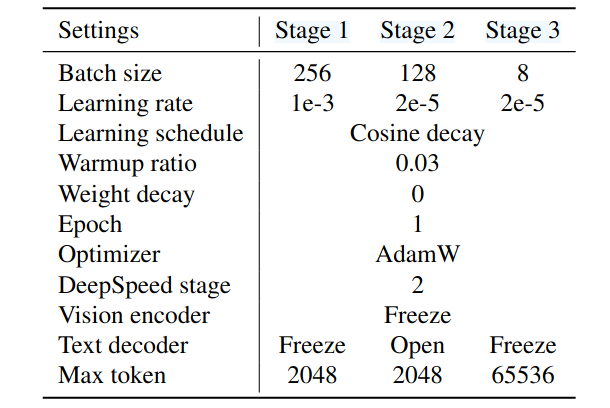 Settings Stage 1 Stage 2 Stage 3
Batch size 256 128 8
Learning rate 1e-3 2e-5 2e-5
Learning schedule Cosine decay
Warmup ratio 0.03
Weight decay 0
Epoch 1
Optimizer AdamW
DeepSpeed stage 2
Vision encoder Freeze
Text decoder Freeze Open Freeze
Max token 2048 2048 65536